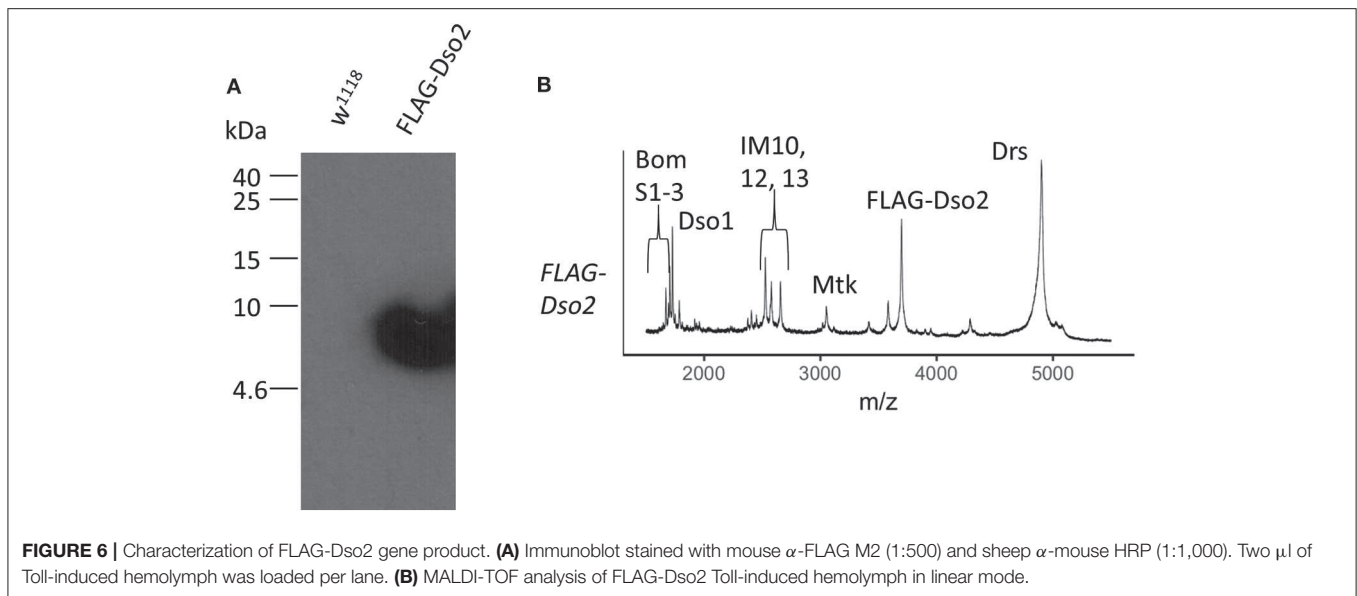 A
kDa
w1118
FLAG-Dso2
40
25
15
10
4.6
B
FLAG-
Dso2
Bom
S1-3
Dso1
IM10,
12, 13
Mtk
FLAG-Dso2
Drs
2000 3000 4000 5000
m/z
FIGURE 6 | Characterization of FLAG-Dso2 gene product. (A) Immunoblot stained with mouse α-FLAG M2 (1:500) and sheep α-mouse HRP (1:1,000). Two μl of
Toll-induced hemolymph was loaded per lane. (B) MALDI-TOF analysis of FLAG-Dso2 Toll-induced hemolymph in linear mode.